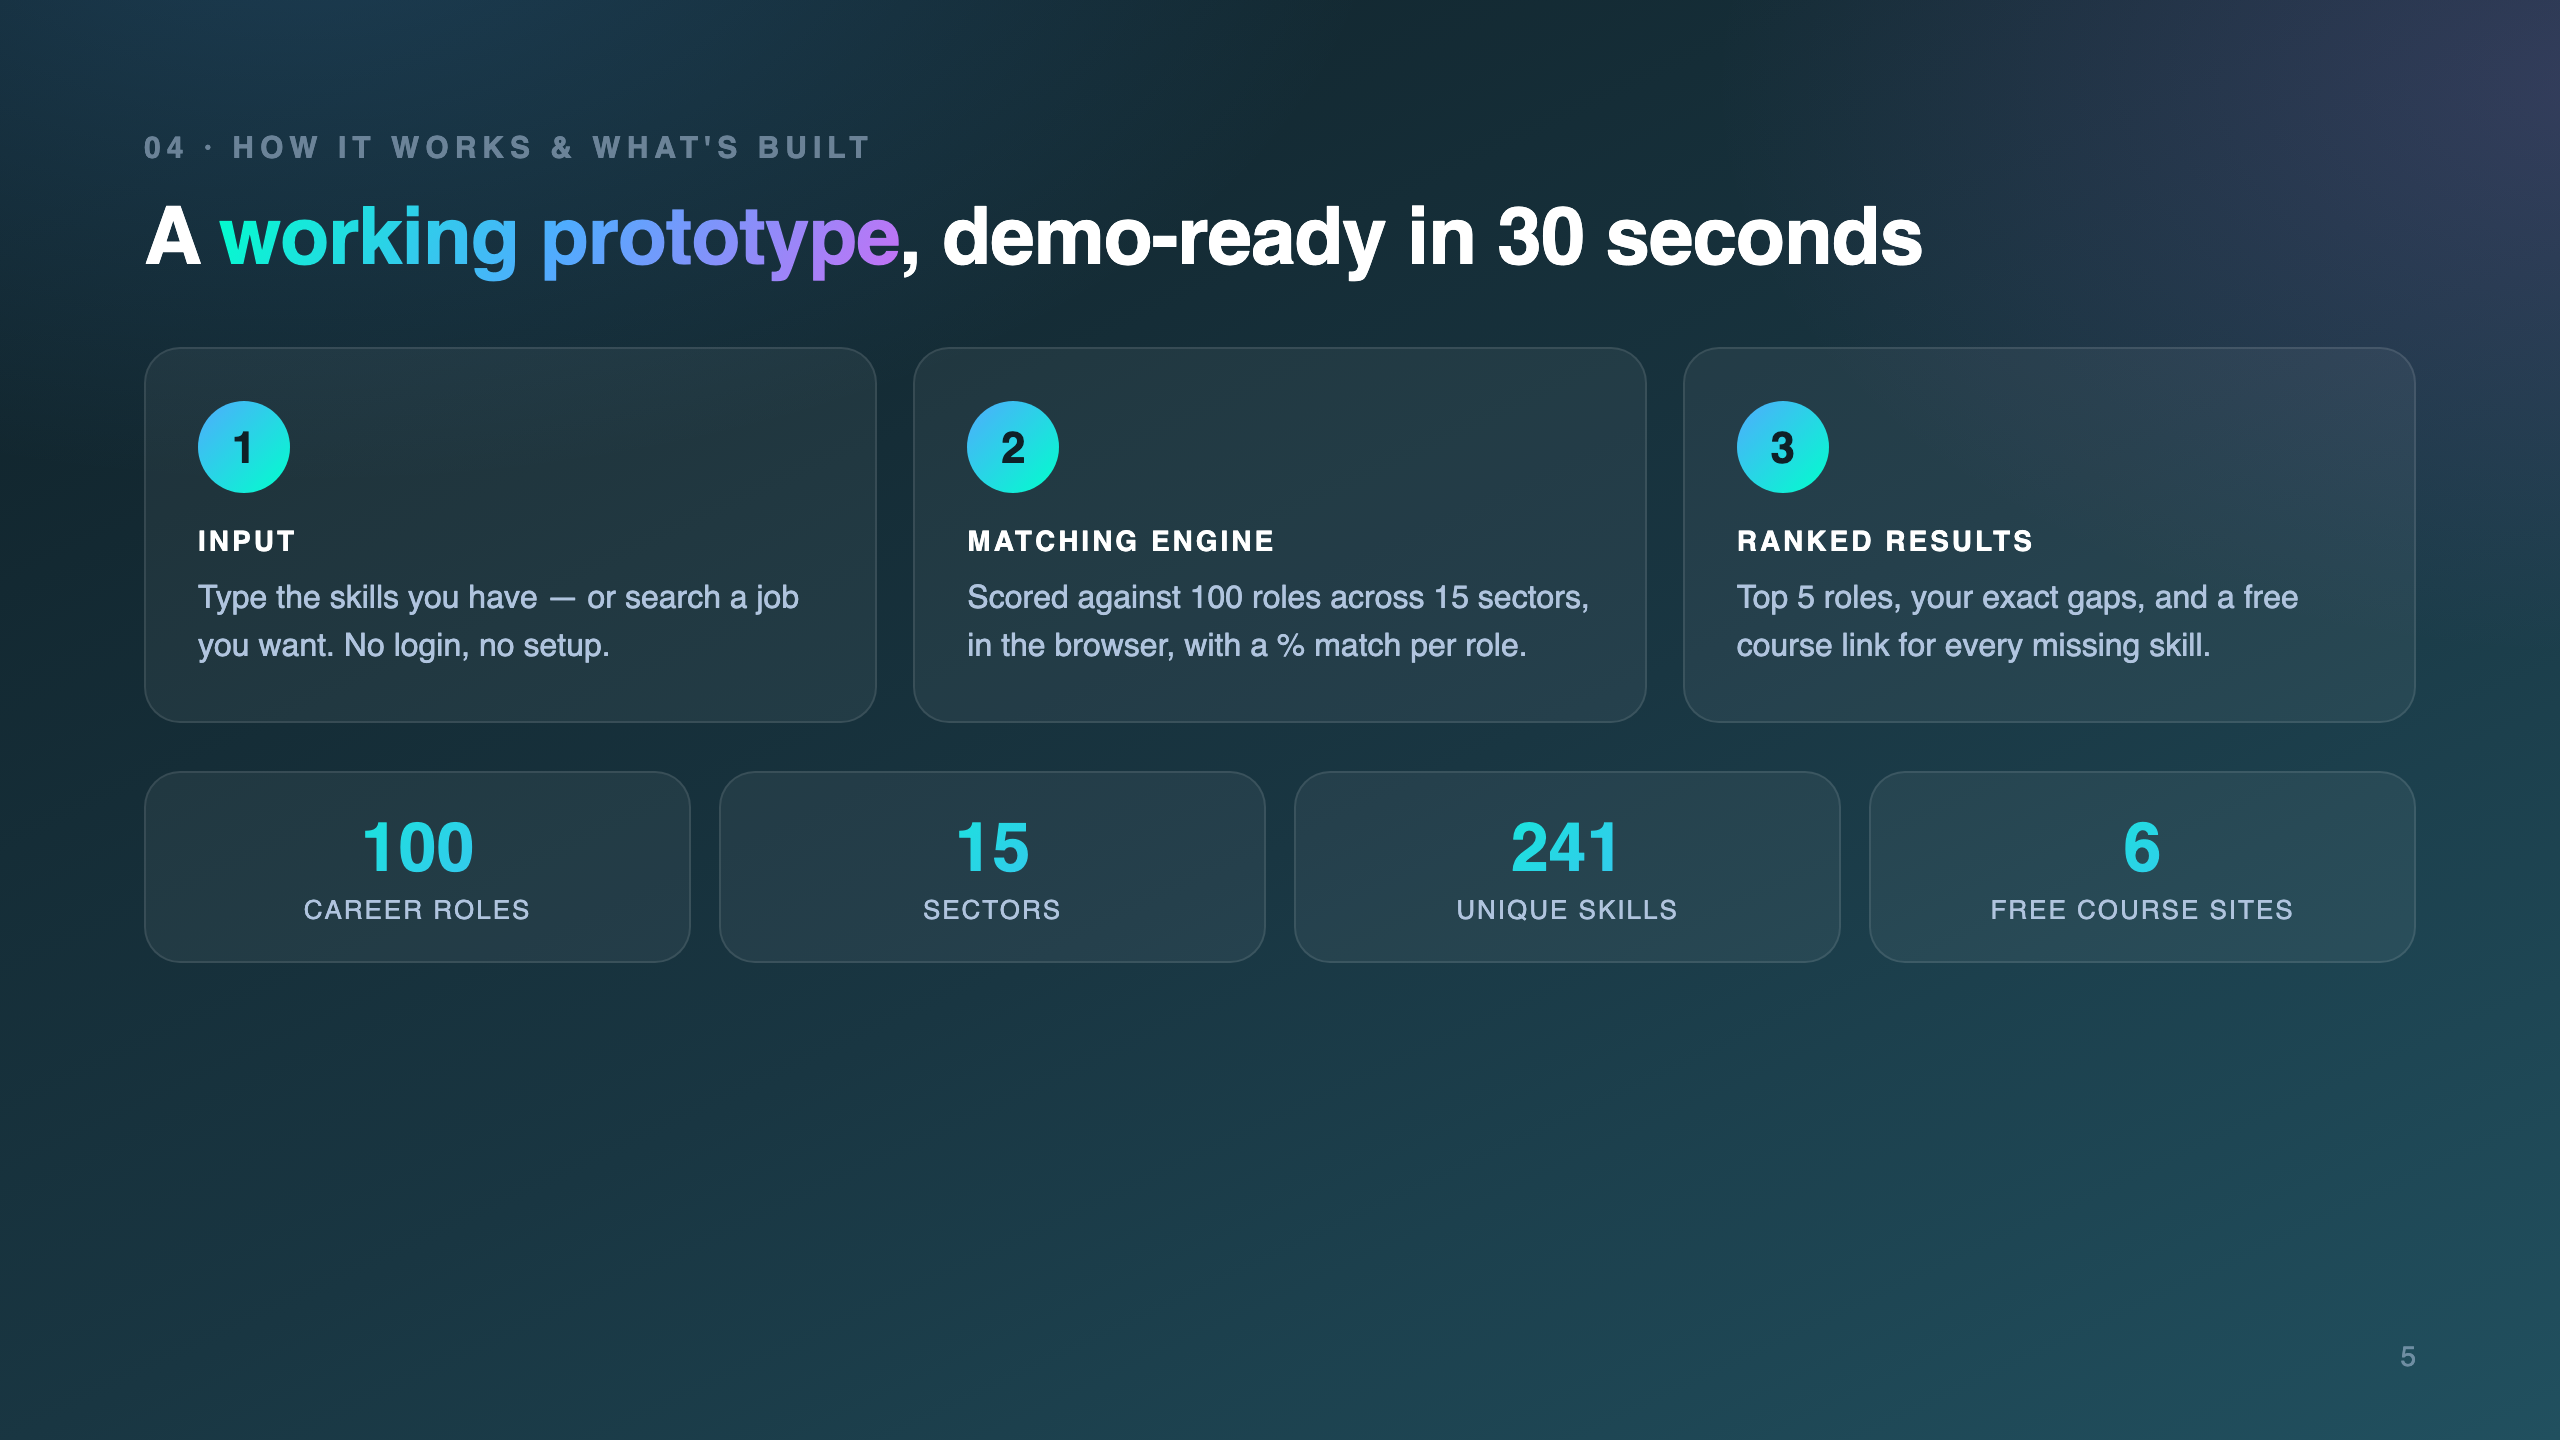 04 · HOW IT WORKS & WHAT'S BUILT
A working prototype, demo-ready in 30 seconds
1
INPUT
Type the skills you have — or search a job
you want. No login, no setup.
2
MATCHING ENGINE
Scored against 100 roles across 15 sectors,
in the browser, with a % match per role.
3
RANKED RESULTS
Top 5 roles, your exact gaps, and a free
course link for every missing skill.
100
CAREER ROLES
15
SECTORS
241
UNIQUE SKILLS
6
FREE COURSE SITES
5